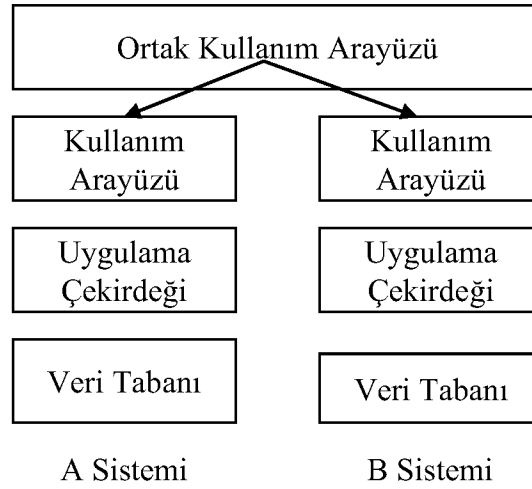 Ortak Kullanım Arayüzü
Kullanım
Arayüzü
Kullanım
Arayüzü
Uygulama
Çekirdeği
Uygulama
Çekirdeği
Veri Tabanı
Veri Tabanı
A Sistemi
B Sistemi